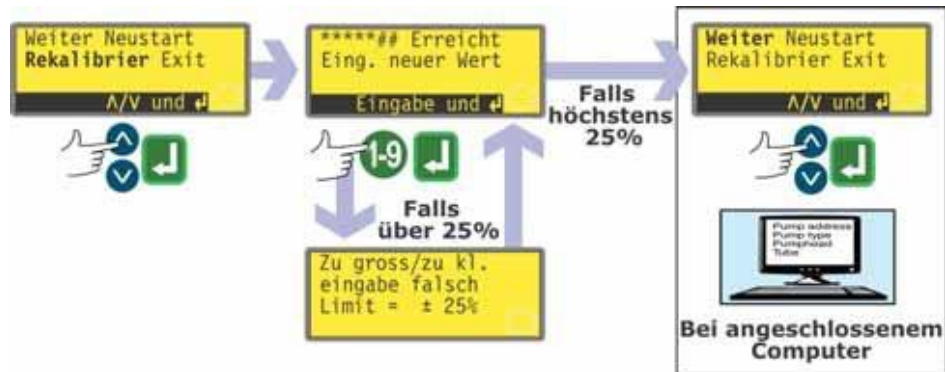 Weiter Neustart
Rekalibrier Exit
Λ/V und ↲
*****## Erreicht
Eing. neuer Wert
Eingabe und ↲
1-9
Falls
über 25%
Zu gross/zu kl.
eingabe falsch
Limit = ± 25%
Falls
höchstens
25%
Weiter Neustart
Rekalibrier Exit
Λ/V und ↲
Pump address
Pump type
Pumphead
Tube
Bei angeschlossenem
Computer